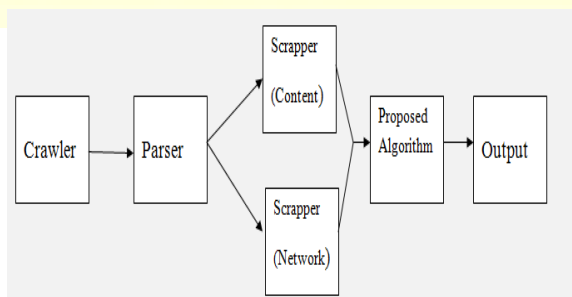 Crawler
Parser
Scrapper
(Content)
Scrapper
(Network)
Proposed
Algorithm
Output